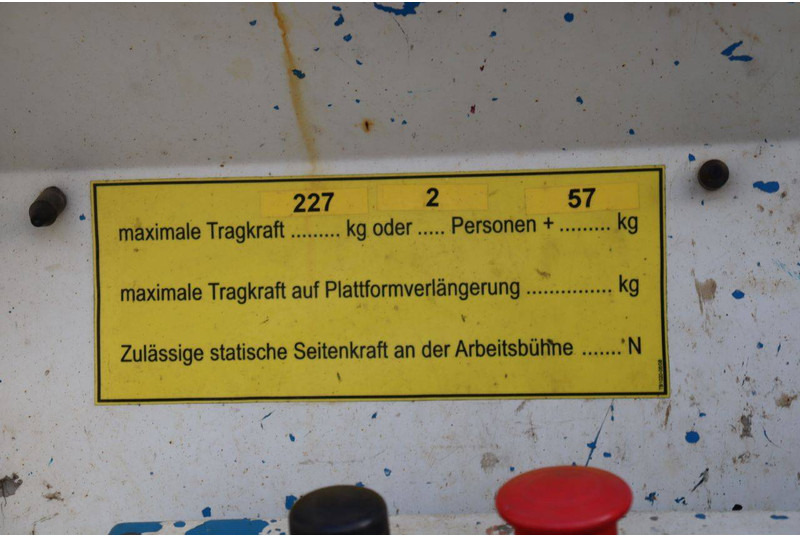 227 2 57
maximale Tragkraft ......... kg oder ..... Personen + ......... kg
maximale Tragkraft auf Plattformverlängerung ............... kg
Zulässige statische Seitenkraft an der Arbeitsbühne ....... N